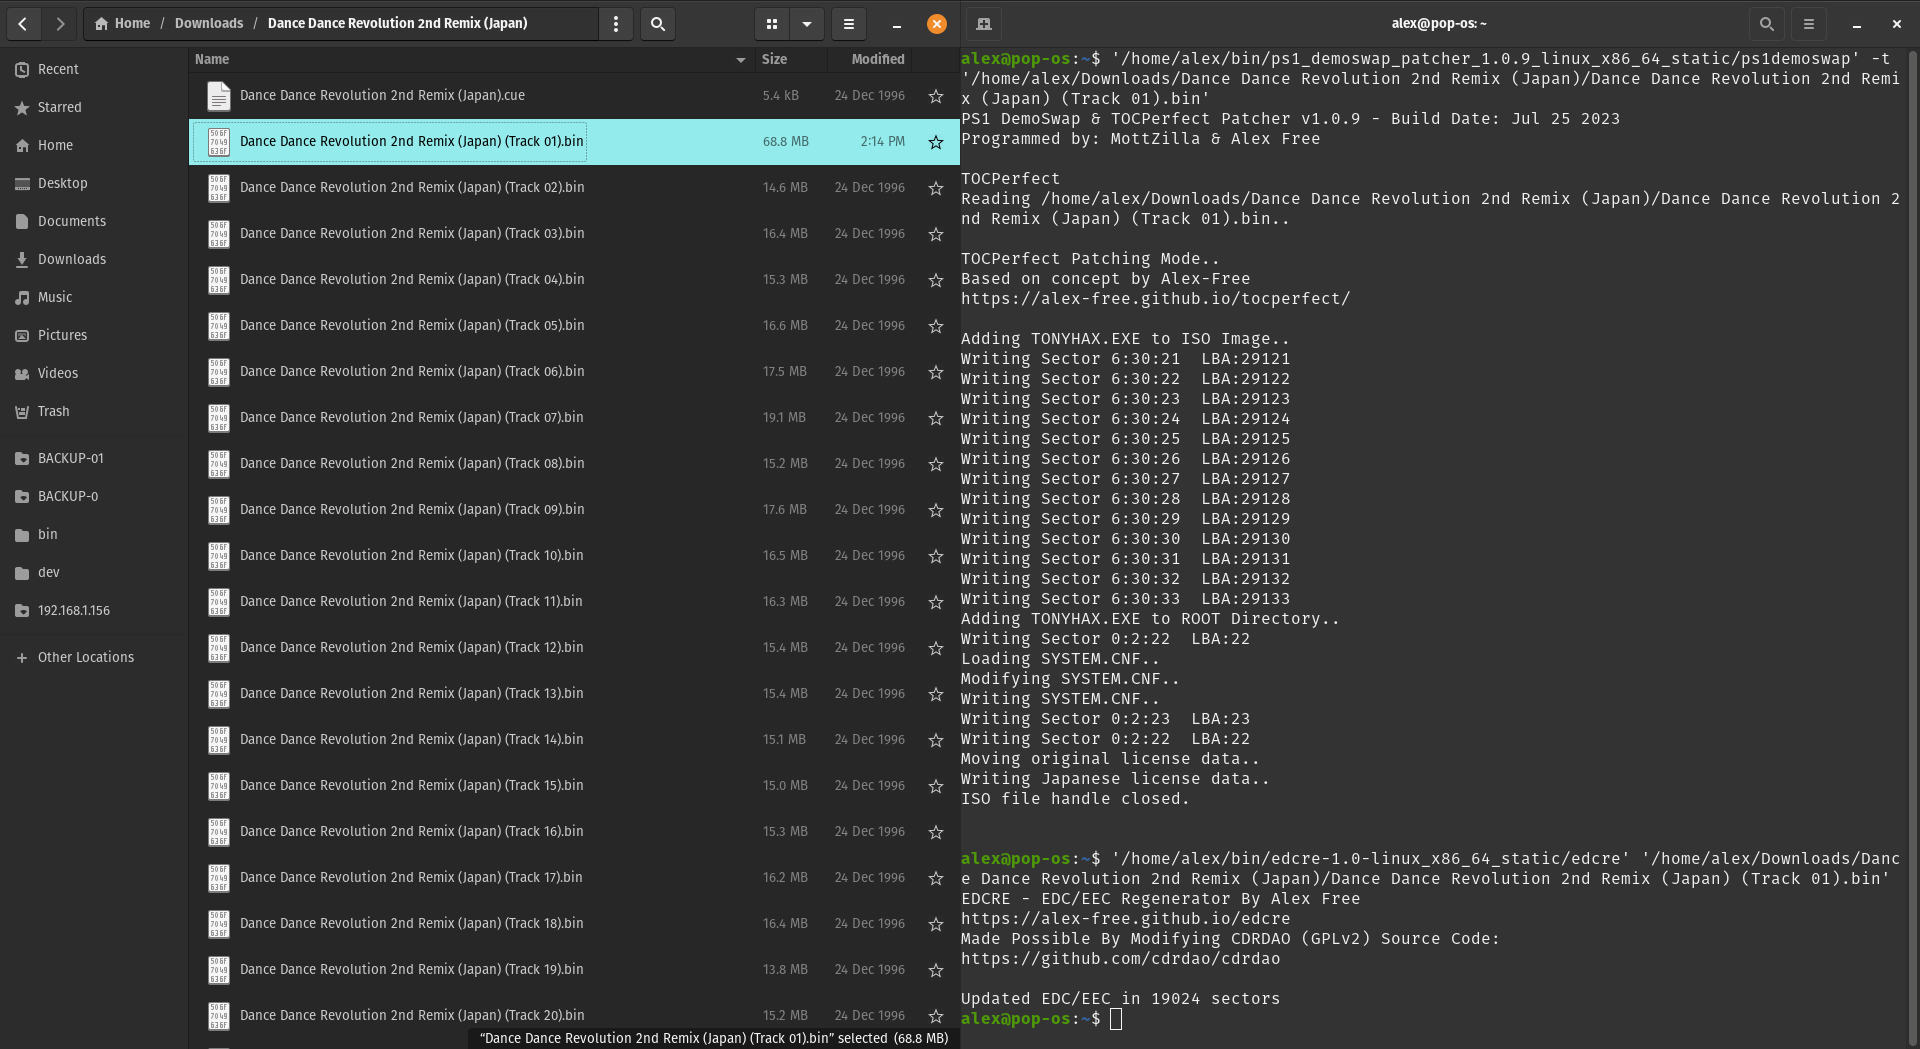 Home / Downloads / Dance Dance Revolution 2nd Remix (Japan)
Recent
Starred
Home
Desktop
Documents
Downloads
Music
Pictures
Videos
Trash
BACKUP-01
BACKUP-0
bin
dev
192.168.1.156
Other Locations
Name Size Modified
Dance Dance Revolution 2nd Remix (Japan).cue 5.4 kB 24 Dec 1996
Dance Dance Revolution 2nd Remix (Japan) (Track 01).bin 68.8 MB 2:14 PM
Dance Dance Revolution 2nd Remix (Japan) (Track 02).bin 14.6 MB 24 Dec 1996
Dance Dance Revolution 2nd Remix (Japan) (Track 03).bin 16.4 MB 24 Dec 1996
Dance Dance Revolution 2nd Remix (Japan) (Track 04).bin 15.3 MB 24 Dec 1996
Dance Dance Revolution 2nd Remix (Japan) (Track 05).bin 16.6 MB 24 Dec 1996
Dance Dance Revolution 2nd Remix (Japan) (Track 06).bin 17.5 MB 24 Dec 1996
Dance Dance Revolution 2nd Remix (Japan) (Track 07).bin 19.1 MB 24 Dec 1996
Dance Dance Revolution 2nd Remix (Japan) (Track 08).bin 15.2 MB 24 Dec 1996
Dance Dance Revolution 2nd Remix (Japan) (Track 09).bin 17.6 MB 24 Dec 1996
Dance Dance Revolution 2nd Remix (Japan) (Track 10).bin 16.5 MB 24 Dec 1996
Dance Dance Revolution 2nd Remix (Japan) (Track 11).bin 16.3 MB 24 Dec 1996
Dance Dance Revolution 2nd Remix (Japan) (Track 12).bin 15.4 MB 24 Dec 1996
Dance Dance Revolution 2nd Remix (Japan) (Track 13).bin 15.4 MB 24 Dec 1996
Dance Dance Revolution 2nd Remix (Japan) (Track 14).bin 15.1 MB 24 Dec 1996
Dance Dance Revolution 2nd Remix (Japan) (Track 15).bin 15.0 MB 24 Dec 1996
Dance Dance Revolution 2nd Remix (Japan) (Track 16).bin 15.3 MB 24 Dec 1996
Dance Dance Revolution 2nd Remix (Japan) (Track 17).bin 16.2 MB 24 Dec 1996
Dance Dance Revolution 2nd Remix (Japan) (Track 18).bin 16.4 MB 24 Dec 1996
Dance Dance Revolution 2nd Remix (Japan) (Track 19).bin 13.8 MB 24 Dec 1996
Dance Dance Revolution 2nd Remix (Japan) (Track 20).bin 15.2 MB 24 Dec 1996
“Dance Dance Revolution 2nd Remix (Japan) (Track 01).bin” selected (68.8 MB)
alex@pop-os: ~
alex@pop-os:~$ '/home/alex/bin/ps1_demoswap_patcher_1.0.9_linux_x86_64_static/ps1demoswap' -t
'/home/alex/Downloads/Dance Dance Revolution 2nd Remix (Japan)/Dance Dance Revolution 2nd Remi
x (Japan) (Track 01).bin'
PS1 DemoSwap & TOCPerfect Patcher v1.0.9 - Build Date: Jul 25 2023
Programmed by: MottZilla & Alex Free
TOCPerfect
Reading /home/alex/Downloads/Dance Dance Revolution 2nd Remix (Japan)/Dance Dance Revolution 2
nd Remix (Japan) (Track 01).bin..
TOCPerfect Patching Mode..
Based on concept by Alex-Free
https://alex-free.github.io/tocperfect/
Adding TONYHAX.EXE to ISO Image..
Writing Sector 6:30:21 LBA:29121
Writing Sector 6:30:22 LBA:29122
Writing Sector 6:30:23 LBA:29123
Writing Sector 6:30:24 LBA:29124
Writing Sector 6:30:25 LBA:29125
Writing Sector 6:30:26 LBA:29126
Writing Sector 6:30:27 LBA:29127
Writing Sector 6:30:28 LBA:29128
Writing Sector 6:30:29 LBA:29129
Writing Sector 6:30:30 LBA:29130
Writing Sector 6:30:31 LBA:29131
Writing Sector 6:30:32 LBA:29132
Writing Sector 6:30:33 LBA:29133
Adding TONYHAX.EXE to ROOT Directory..
Writing Sector 0:2:22 LBA:22
Loading SYSTEM.CNF..
Modifying SYSTEM.CNF..
Writing SYSTEM.CNF..
Writing Sector 0:2:23 LBA:23
Writing Sector 0:2:22 LBA:22
Moving original license data..
Writing Japanese license data..
ISO file handle closed.
alex@pop-os:~$ '/home/alex/bin/edcre-1.0-linux_x86_64_static/edcre' '/home/alex/Downloads/Danc
e Dance Revolution 2nd Remix (Japan)/Dance Dance Revolution 2nd Remix (Japan) (Track 01).bin'
EDCRE - EDC/EEC Regenerator By Alex Free
https://alex-free.github.io/edcre
Made Possible By Modifying CDRDAO (GPLv2) Source Code:
https://github.com/cdrdao/cdrdao
Updated EDC/EEC in 19024 sectors
alex@pop-os:~$